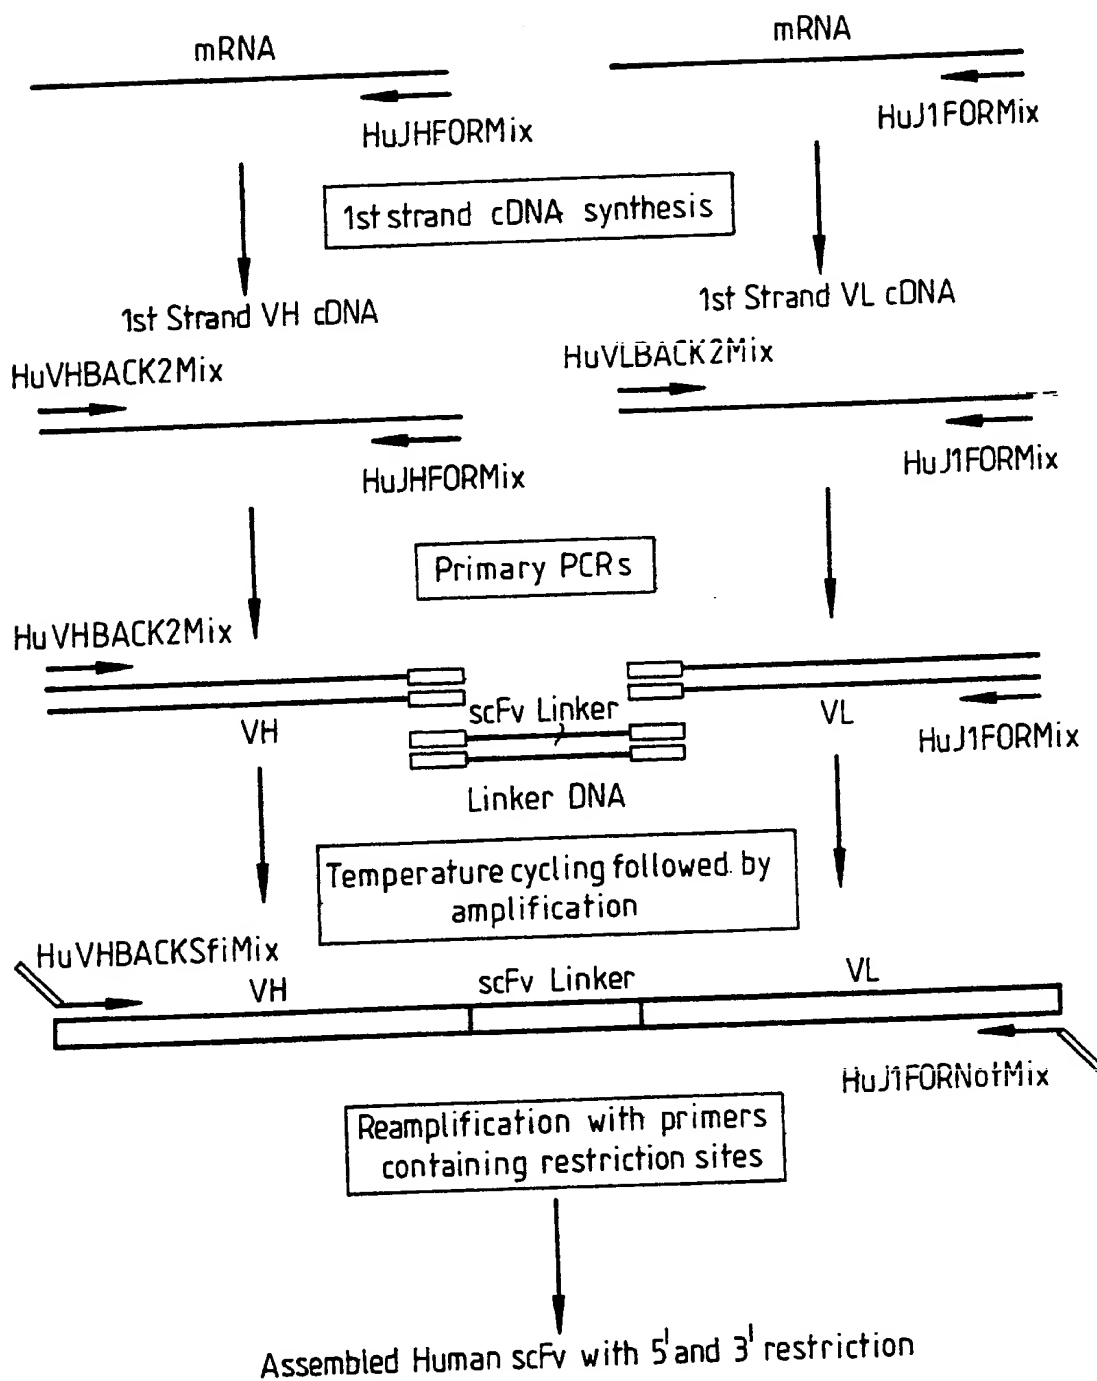 mRNA
mRNA
HuJHFORMix
HuJ1FORMix
1st strand cDNA synthesis
1st Strand VH cDNA
1st Strand VL cDNA
HuVHBACK2Mix
HuVLBACK2Mix
HuJHFORMix
HuJ1FORMix
Primary PCRs
HuVHBACK2Mix
VH
scFv Linker
VL
HuJ1FORMix
Linker DNA
Temperature cycling followed by
amplification
HuVHBACKSfiMix
VH
scFv Linker
VL
HuJ1FORNotMix
Reamplification with primers
containing restriction sites
Assembled Human scFv with 5' and 3' restriction